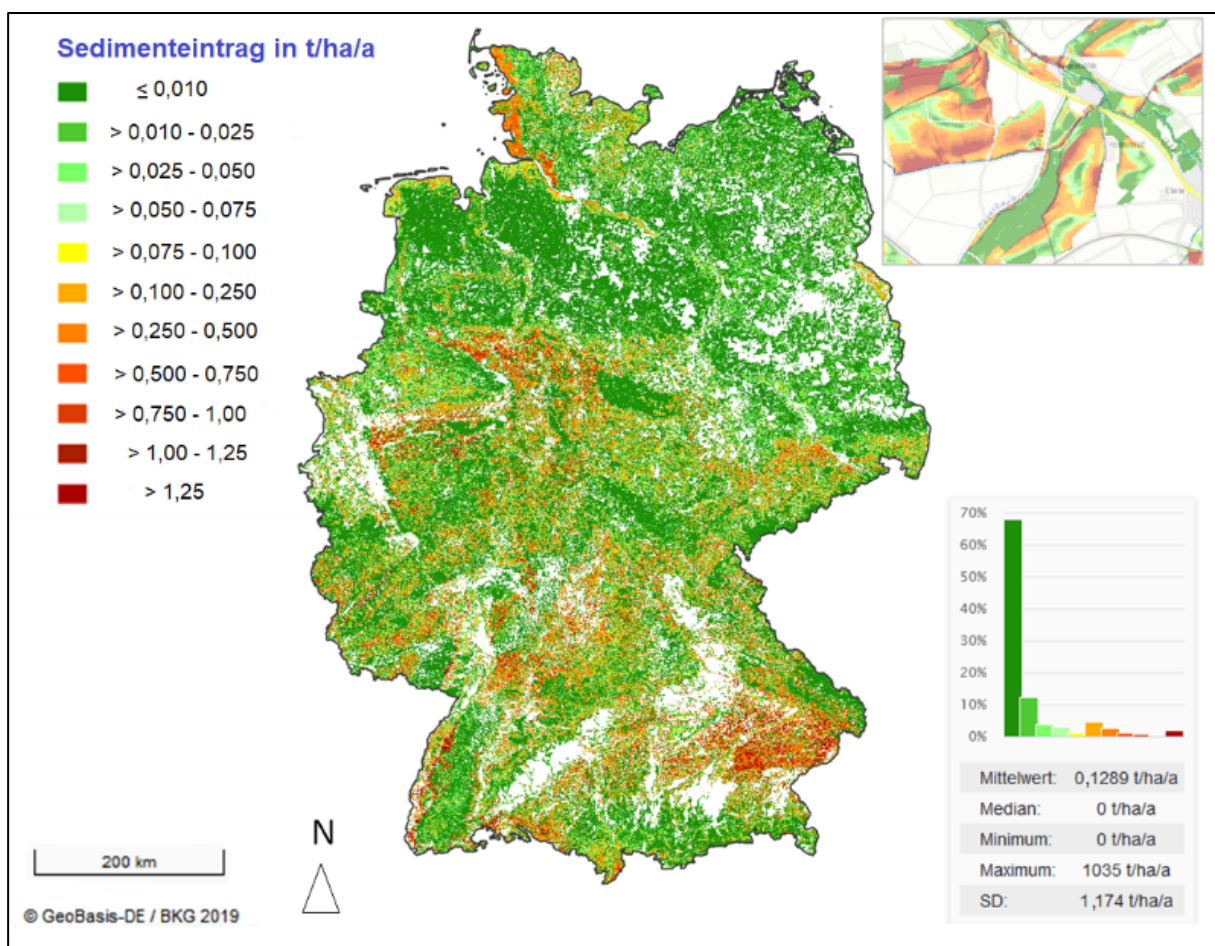 Sedimenteintrag in t/ha/a
≤ 0,010
> 0,010 - 0,025
> 0,025 - 0,050
> 0,050 - 0,075
> 0,075 - 0,100
> 0,100 - 0,250
> 0,250 - 0,500
> 0,500 - 0,750
> 0,750 - 1,00
> 1,00 - 1,25
> 1,25
200 km
N
© GeoBasis-DE / BKG 2019
70%
60%
50%
40%
30%
20%
10%
0%
Mittelwert: 0,1289 t/ha/a
Median: 0 t/ha/a
Minimum: 0 t/ha/a
Maximum: 1035 t/ha/a
SD: 1,174 t/ha/a